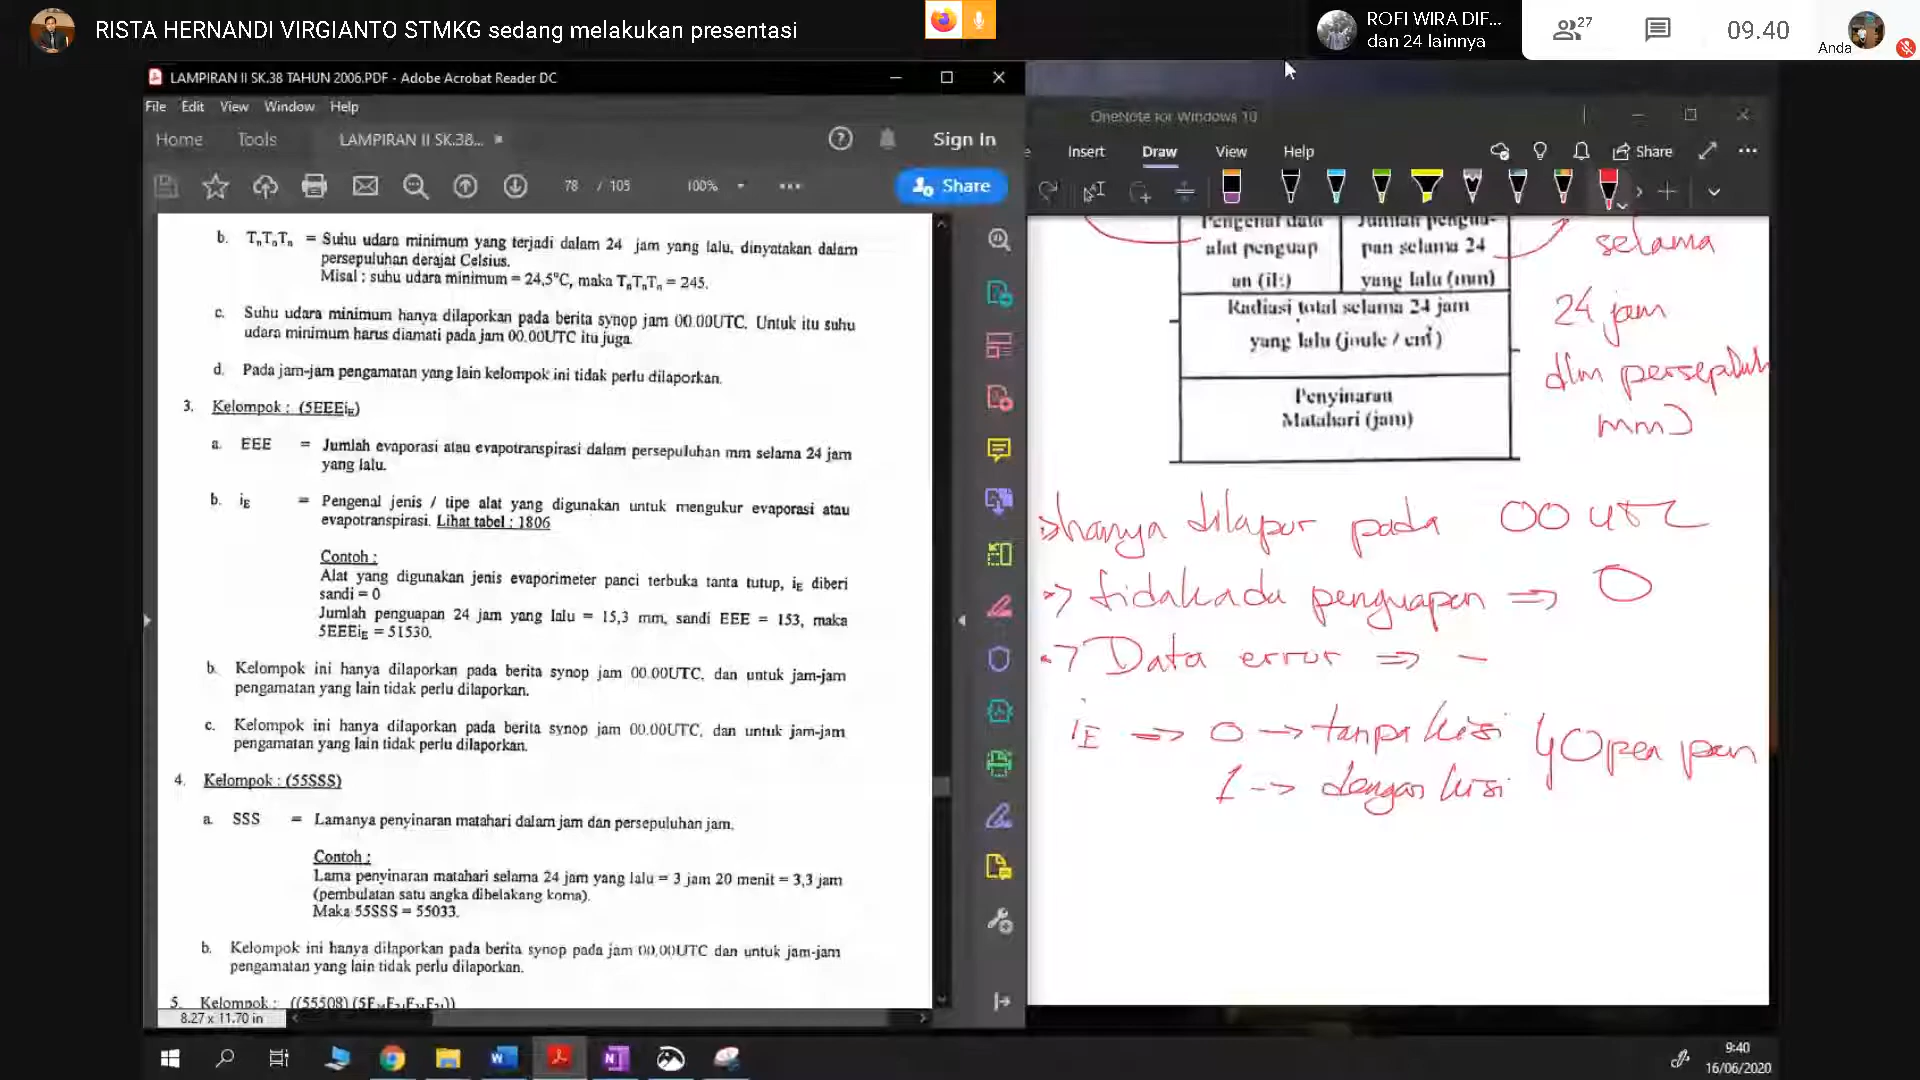 RISTA HERNANDI VIRGIANTO STMKG sedang melakukan presentasi
ROFI WIRA DIF...
dan 24 lainnya
27
09.40
Anda
LAMPIRAN II SK.38 TAHUN 2006.PDF - Adobe Acrobat Reader DC
File Edit View Window Help
Home Tools LAMPIRAN II SK.38... Sign In
78 / 105 100% Share
b. TnTnTn = Suhu udara minimum yang terjadi dalam 24 jam yang lalu, dinyatakan dalam
persepuluhan derajat Celsius.
Misal : suhu udara minimum = 24,5°C, maka TnTnTn = 245.
c. Suhu udara minimum hanya dilaporkan pada berita synop jam 00.00UTC. Untuk itu suhu
udara minimum harus diamati pada jam 00.00UTC itu juga.
d. Pada jam-jam pengamatan yang lain kelompok ini tidak perlu dilaporkan.
3. Kelompok : (5EEEiE)
a. EEE = Jumlah evaporasi atau evapotranspirasi dalam persepuluhan mm selama 24 jam
yang lalu.
b. iE = Pengenal jenis / tipe alat yang digunakan untuk mengukur evaporasi atau
evapotranspirasi. Lihat tabel : 1806
Contoh :
Alat yang digunakan jenis evaporimeter panci terbuka tanta tutup, iE diberi
sandi = 0
Jumlah penguapan 24 jam yang lalu = 15,3 mm, sandi EEE = 153, maka
5EEEiE = 51530.
b. Kelompok ini hanya dilaporkan pada berita synop jam 00.00UTC, dan untuk jam-jam
pengamatan yang lain tidak perlu dilaporkan.
c. Kelompok ini hanya dilaporkan pada berita synop jam 00.00UTC, dan untuk jam-jam
pengamatan yang lain tidak perlu dilaporkan.
4. Kelompok : (55SSS)
a. SSS = Lamanya penyinaran matahari dalam jam dan persepuluhan jam.
Contoh :
Lama penyinaran matahari selama 24 jam yang lalu = 3 jam 20 menit = 3,3 jam
(pembulatan satu angka dibelakang koma).
Maka 55SSS = 55033.
b. Kelompok ini hanya dilaporkan pada berita synop pada jam 00.00UTC dan untuk jam-jam
pengamatan yang lain tidak perlu dilaporkan.
5. Kelompok : ((55508)
8.27 x 11.70 in
OneNote for Windows 10
Insert Draw View Help Share
Pengenal data
alat penguap
an (iE)
Jumlah pengua-
pan selama 24
yang lalu (mm)
Radiasi total selama 24 jam
yang lalu (joule / cm²)
Penyinaran
Matahari (jam)
selama
24 jam
dlm persepuluh
mm)
hanya dilapor pada 00 UTC
tidak ada penguapan => 0
Data error => -
iE => 0 -> tanpa kisi
1 -> dengan kisi
Open pan
9:40
16/06/2020